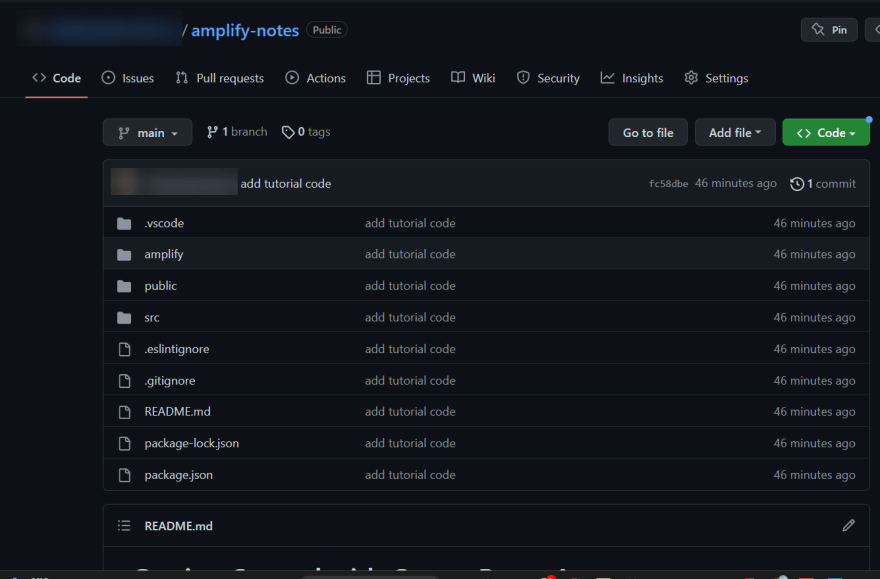 / amplify-notes Public Pin
Code Issues Pull requests Actions Projects Wiki Security Insights Settings
main 1 branch 0 tags Go to file Add file Code
add tutorial code fc58dbe 46 minutes ago 1 commit
.vscode add tutorial code 46 minutes ago
amplify add tutorial code 46 minutes ago
public add tutorial code 46 minutes ago
src add tutorial code 46 minutes ago
.eslintignore add tutorial code 46 minutes ago
.gitignore add tutorial code 46 minutes ago
README.md add tutorial code 46 minutes ago
package-lock.json add tutorial code 46 minutes ago
package.json add tutorial code 46 minutes ago
README.md